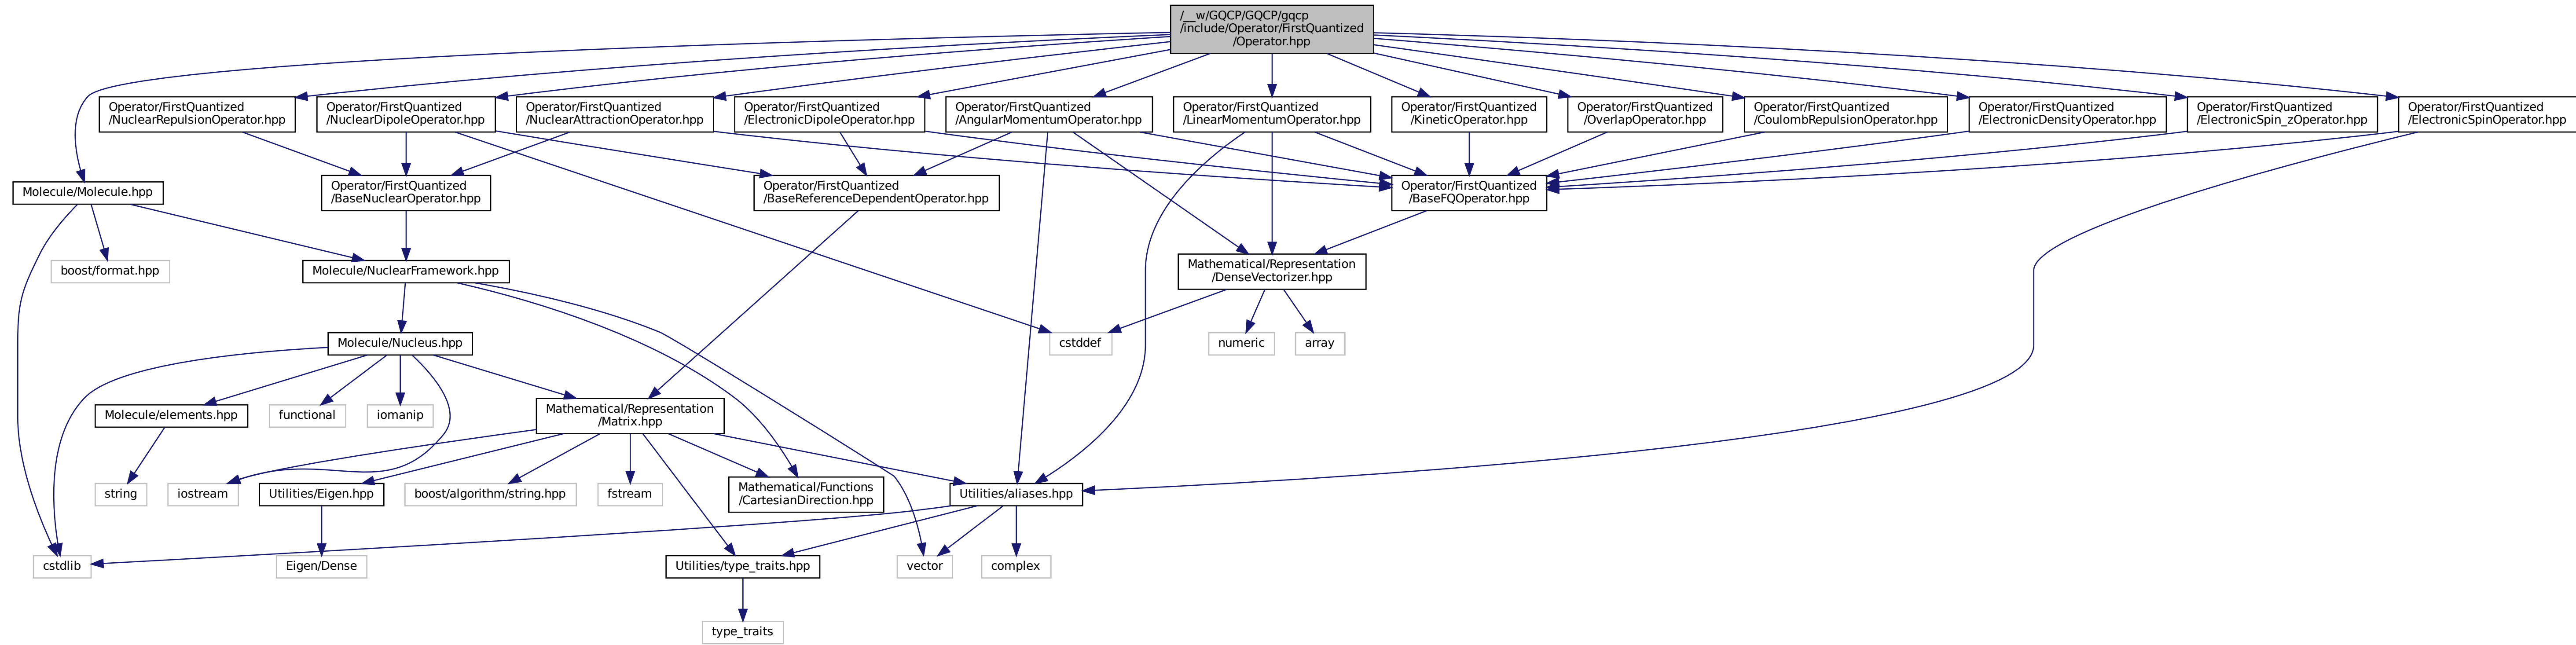 /__w/GQCP/GQCP/gqcp
/include/Operator/FirstQuantized
/Operator.hpp
Operator/FirstQuantized
/NuclearRepulsionOperator.hpp
Operator/FirstQuantized
/NuclearDipoleOperator.hpp
Operator/FirstQuantized
/NuclearAttractionOperator.hpp
Operator/FirstQuantized
/ElectronicDipoleOperator.hpp
Operator/FirstQuantized
/AngularMomentumOperator.hpp
Operator/FirstQuantized
/LinearMomentumOperator.hpp
Operator/FirstQuantized
/KineticOperator.hpp
Operator/FirstQuantized
/OverlapOperator.hpp
Operator/FirstQuantized
/CoulombRepulsionOperator.hpp
Operator/FirstQuantized
/ElectronicDensityOperator.hpp
Operator/FirstQuantized
/ElectronicSpin_zOperator.hpp
Operator/FirstQuantized
/ElectronicSpinOperator.hpp
Molecule/Molecule.hpp
Operator/FirstQuantized
/BaseNuclearOperator.hpp
Operator/FirstQuantized
/BaseReferenceDependentOperator.hpp
Operator/FirstQuantized
/BaseFQOperator.hpp
boost/format.hpp
Molecule/NuclearFramework.hpp
Mathematical/Representation
/DenseVectorizer.hpp
Molecule/Nucleus.hpp
cstddef
numeric
array
Molecule/elements.hpp
functional
iomanip
Mathematical/Representation
/Matrix.hpp
string
iostream
Utilities/Eigen.hpp
boost/algorithm/string.hpp
fstream
Mathematical/Functions
/CartesianDirection.hpp
Utilities/aliases.hpp
cstdlib
Eigen/Dense
Utilities/type_traits.hpp
vector
complex
type_traits